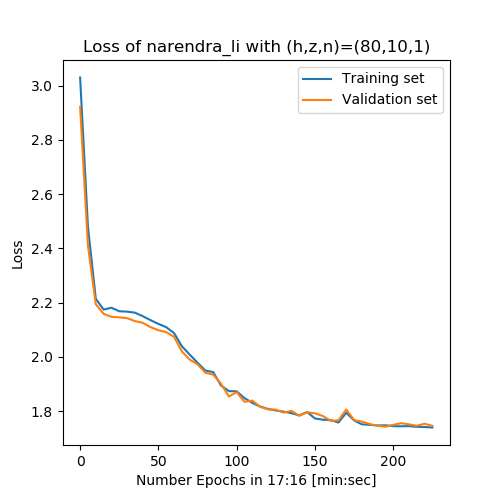 Loss of narendra_li with (h,z,n)=(80,10,1)
Training set
Validation set
3.0
2.8
2.6
2.4
2.2
2.0
1.8
Loss
0 50 100 150 200
Number Epochs in 17:16 [min:sec]